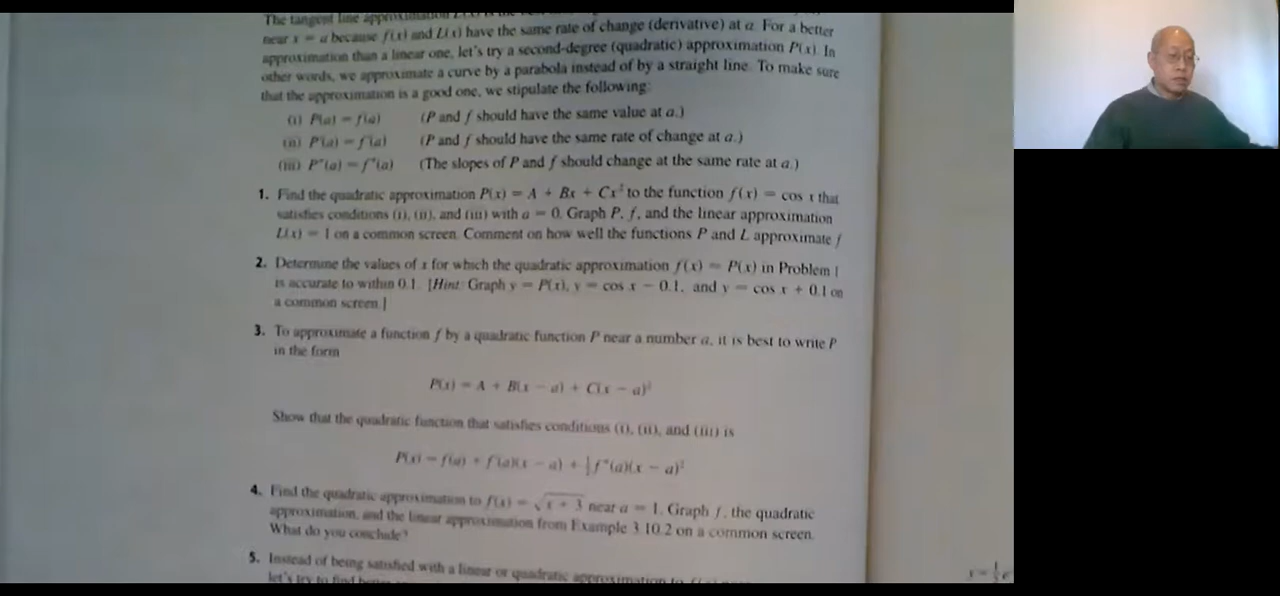 The tangent line approximation L(x) is the
near x = a because f(x) and L(x) have the same rate of change (derivative) at a. For a better
approximation than a linear one, let's try a second-degree (quadratic) approximation P(x). In
other words, we approximate a curve by a parabola instead of by a straight line. To make sure
that the approximation is a good one, we stipulate the following:
(i) P(a) = f(a) (P and f should have the same value at a.)
(ii) P′(a) = f′(a) (P and f should have the same rate of change at a.)
(iii) P″(a) = f″(a) (The slopes of P and f should change at the same rate at a.)
1. Find the quadratic approximation P(x) = A + Bx + Cx² to the function f(x) = cos x that
satisfies conditions (i), (ii), and (iii) with a = 0. Graph P, f, and the linear approximation
L(x) = 1 on a common screen. Comment on how well the functions P and L approximate f
2. Determine the values of x for which the quadratic approximation f(x) = P(x) in Problem 1
is accurate to within 0.1. [Hint: Graph y = P(x), y = cos x − 0.1, and y = cos x + 0.1 on
a common screen.]
3. To approximate a function f by a quadratic function P near a number a, it is best to write P
in the form
P(x) = A + B(x − a) + C(x − a)²
Show that the quadratic function that satisfies conditions (i), (ii), and (iii) is
P(x) = f(a) + f′(a)(x − a) + ½f″(a)(x − a)²
4. Find the quadratic approximation to f(x) = √(x + 3) near a = 1. Graph f, the quadratic
approximation, and the linear approximation from Example 3.10.2 on a common screen.
What do you conclude?
5. Instead of being satisfied with a linear or quadratic approximation to
let's try to find